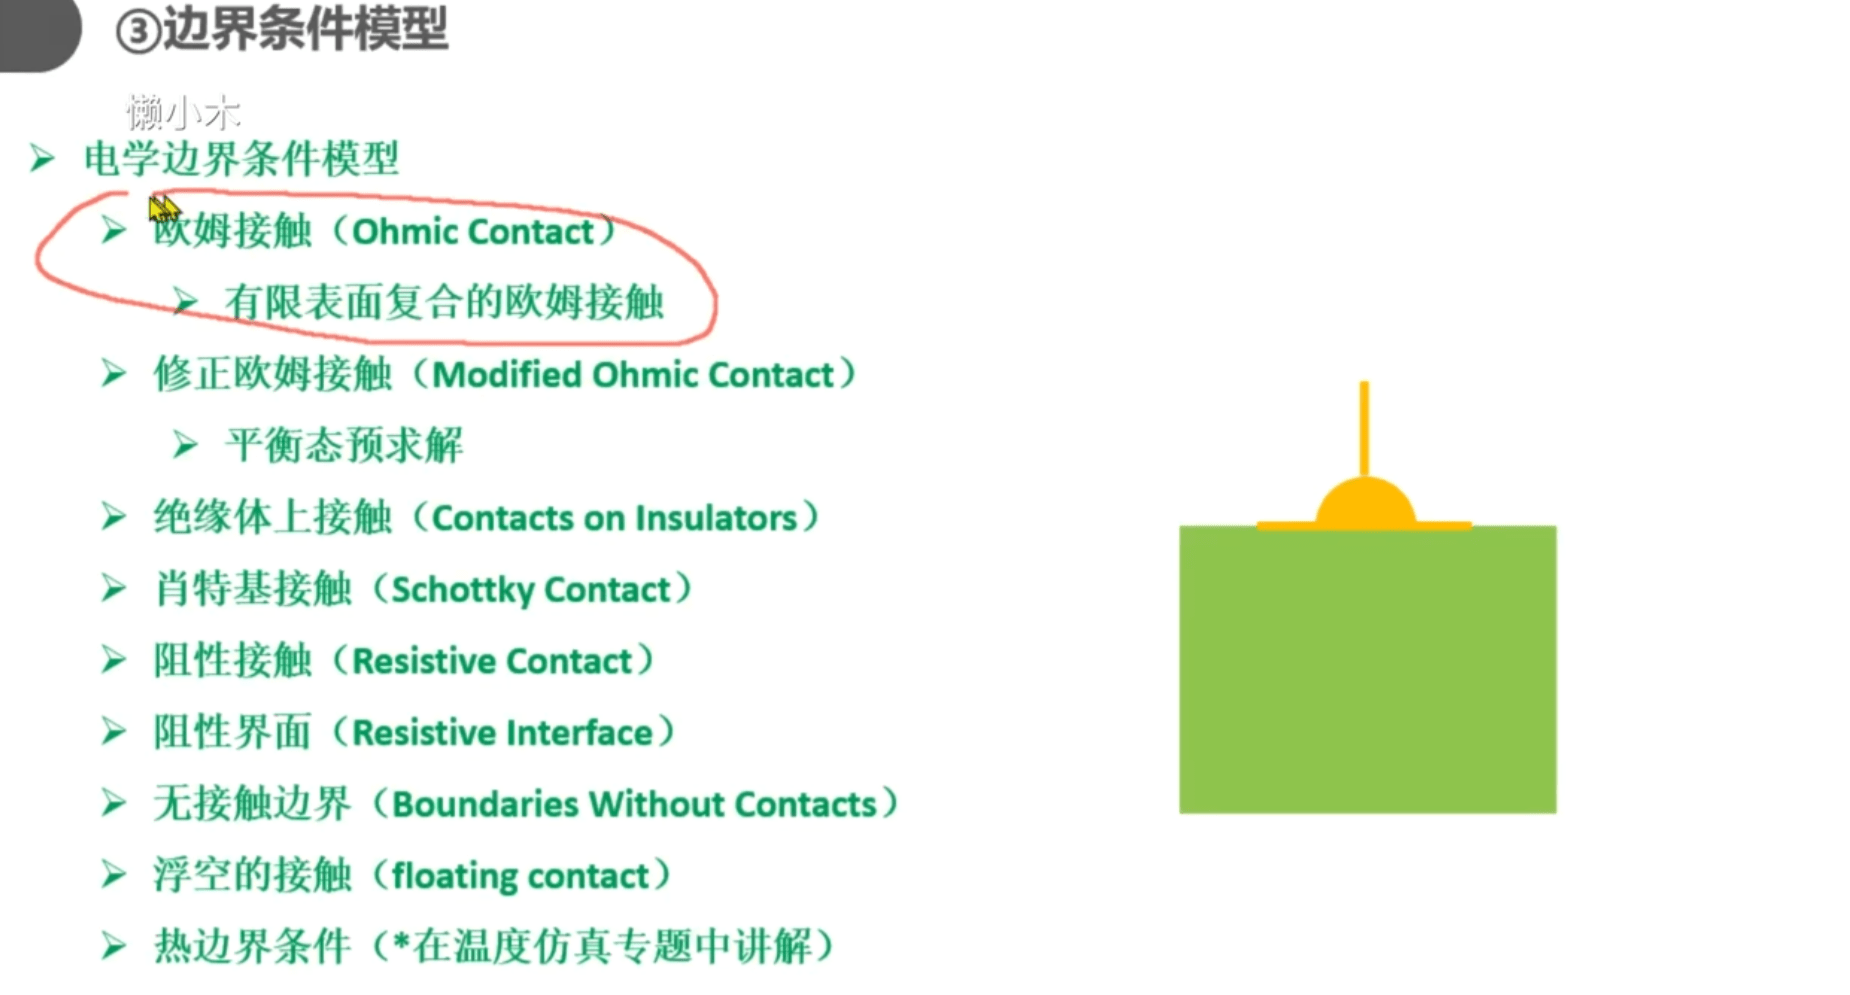 ③边界条件模型
懒小木
电学边界条件模型
欧姆接触（Ohmic Contact）
有限表面复合的欧姆接触
修正欧姆接触（Modified Ohmic Contact）
平衡态预求解
绝缘体上接触（Contacts on Insulators）
肖特基接触（Schottky Contact）
阻性接触（Resistive Contact）
阻性界面（Resistive Interface）
无接触边界（Boundaries Without Contacts）
浮空的接触（floating contact）
热边界条件（*在温度仿真专题中讲解）